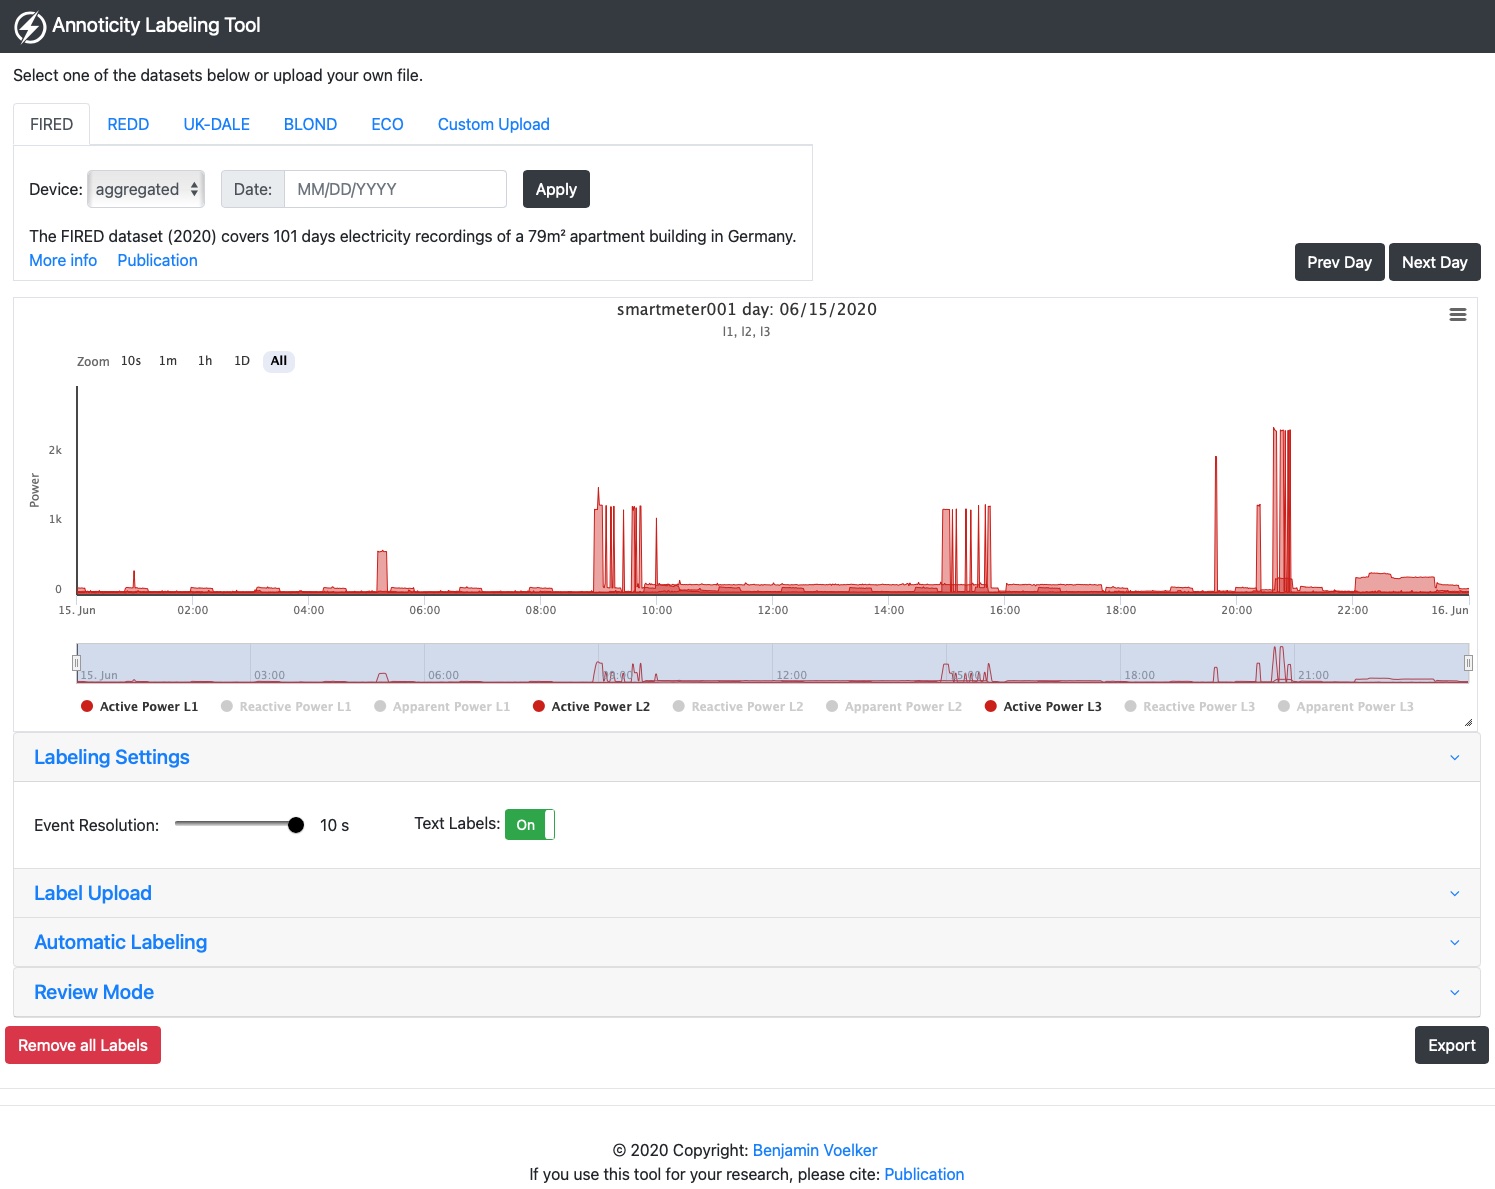 Annoticity Labeling Tool
Select one of the datasets below or upload your own file.
FIRED REDD UK-DALE BLOND ECO Custom Upload
Device: aggregated Date: MM/DD/YYYY Apply
The FIRED dataset (2020) covers 101 days electricity recordings of a 79m² apartment building in Germany.
More info Publication
Prev Day Next Day
smartmeter001 day: 06/15/2020
l1, l2, l3
Zoom 10s 1m 1h 1D All
Power
2k
1k
0
15. Jun 02:00 04:00 06:00 08:00 10:00 12:00 14:00 16:00 18:00 20:00 22:00 16. Jun
15. Jun 03:00 06:00 09:00 12:00 15:00 18:00 21:00
Active Power L1 Reactive Power L1 Apparent Power L1 Active Power L2 Reactive Power L2 Apparent Power L2 Active Power L3 Reactive Power L3 Apparent Power L3
Labeling Settings
Event Resolution: 10 s Text Labels: On
Label Upload
Automatic Labeling
Review Mode
Remove all Labels Export
© 2020 Copyright: Benjamin Voelker
If you use this tool for your research, please cite: Publication